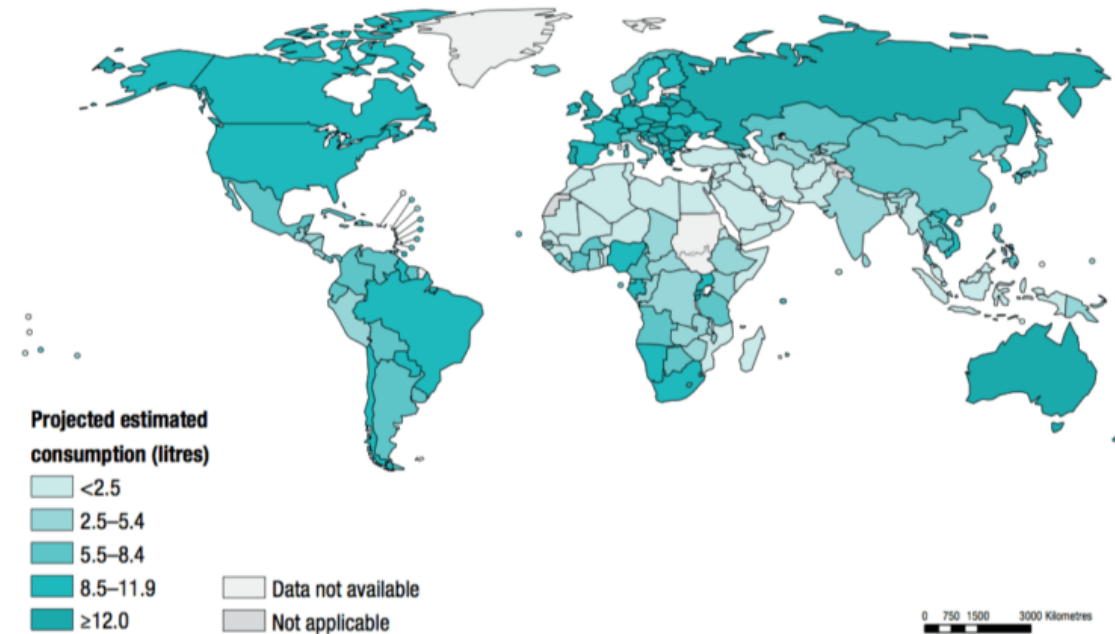 Projected estimated
consumption (litres)
<2.5
2.5–5.4
5.5–8.4
8.5–11.9
≥12.0
Data not available
Not applicable
0 750 1500 3000 Kilometres